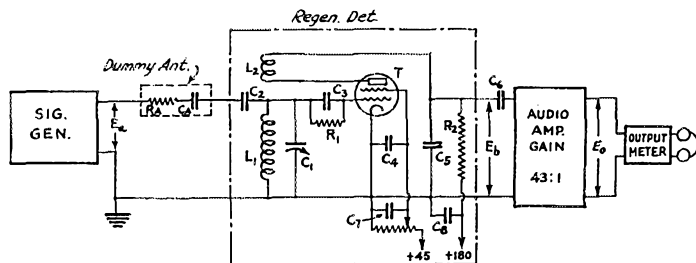 Regen. Det.
Dummy Ant.
SIG.
GEN.
Ea
RA
CA
C2
L2
L1
C1
C3
R1
T
C4
C7
C5
C8
R2
+45
+180
C6
Eb
AUDIO
AMP.
GAIN
43:1
Eo
OUTPUT
METER